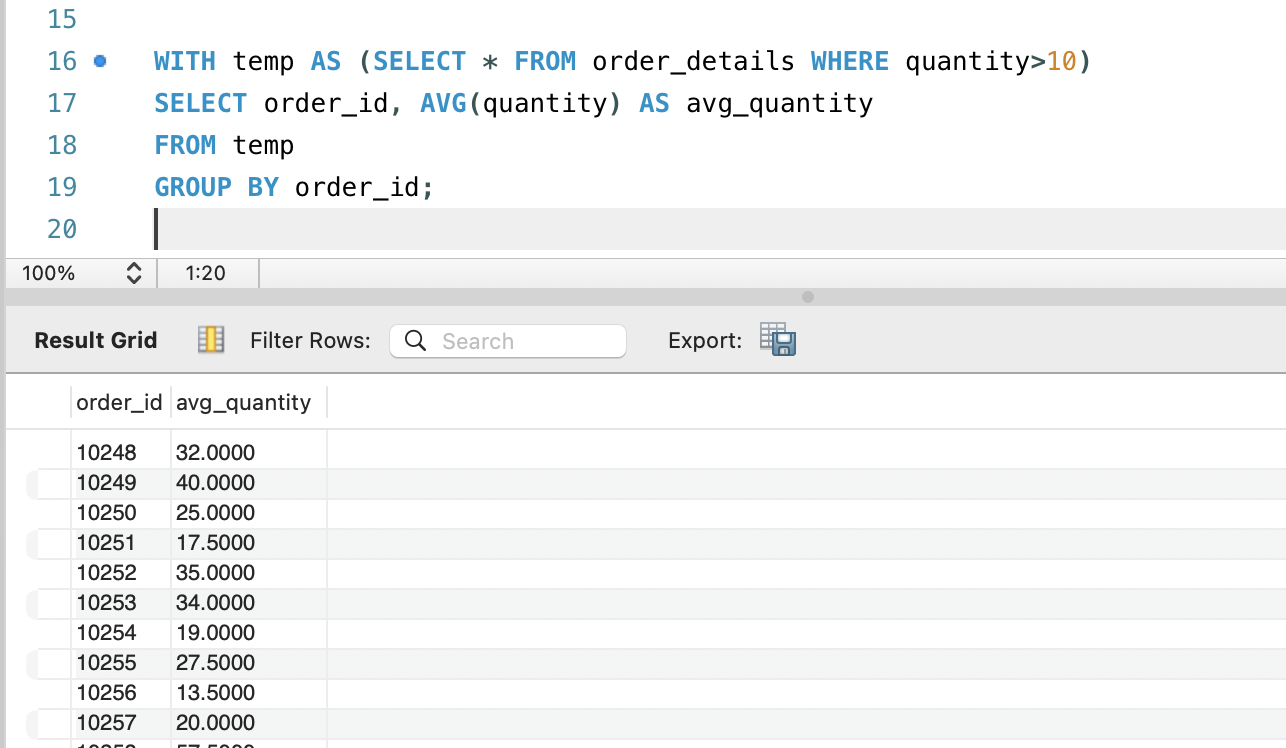 15
16 WITH temp AS (SELECT * FROM order_details WHERE quantity>10)
17 SELECT order_id, AVG(quantity) AS avg_quantity
18 FROM temp
19 GROUP BY order_id;
20
100% 1:20
Result Grid Filter Rows: Search Export:
order_id avg_quantity
10248 32.0000
10249 40.0000
10250 25.0000
10251 17.5000
10252 35.0000
10253 34.0000
10254 19.0000
10255 27.5000
10256 13.5000
10257 20.0000